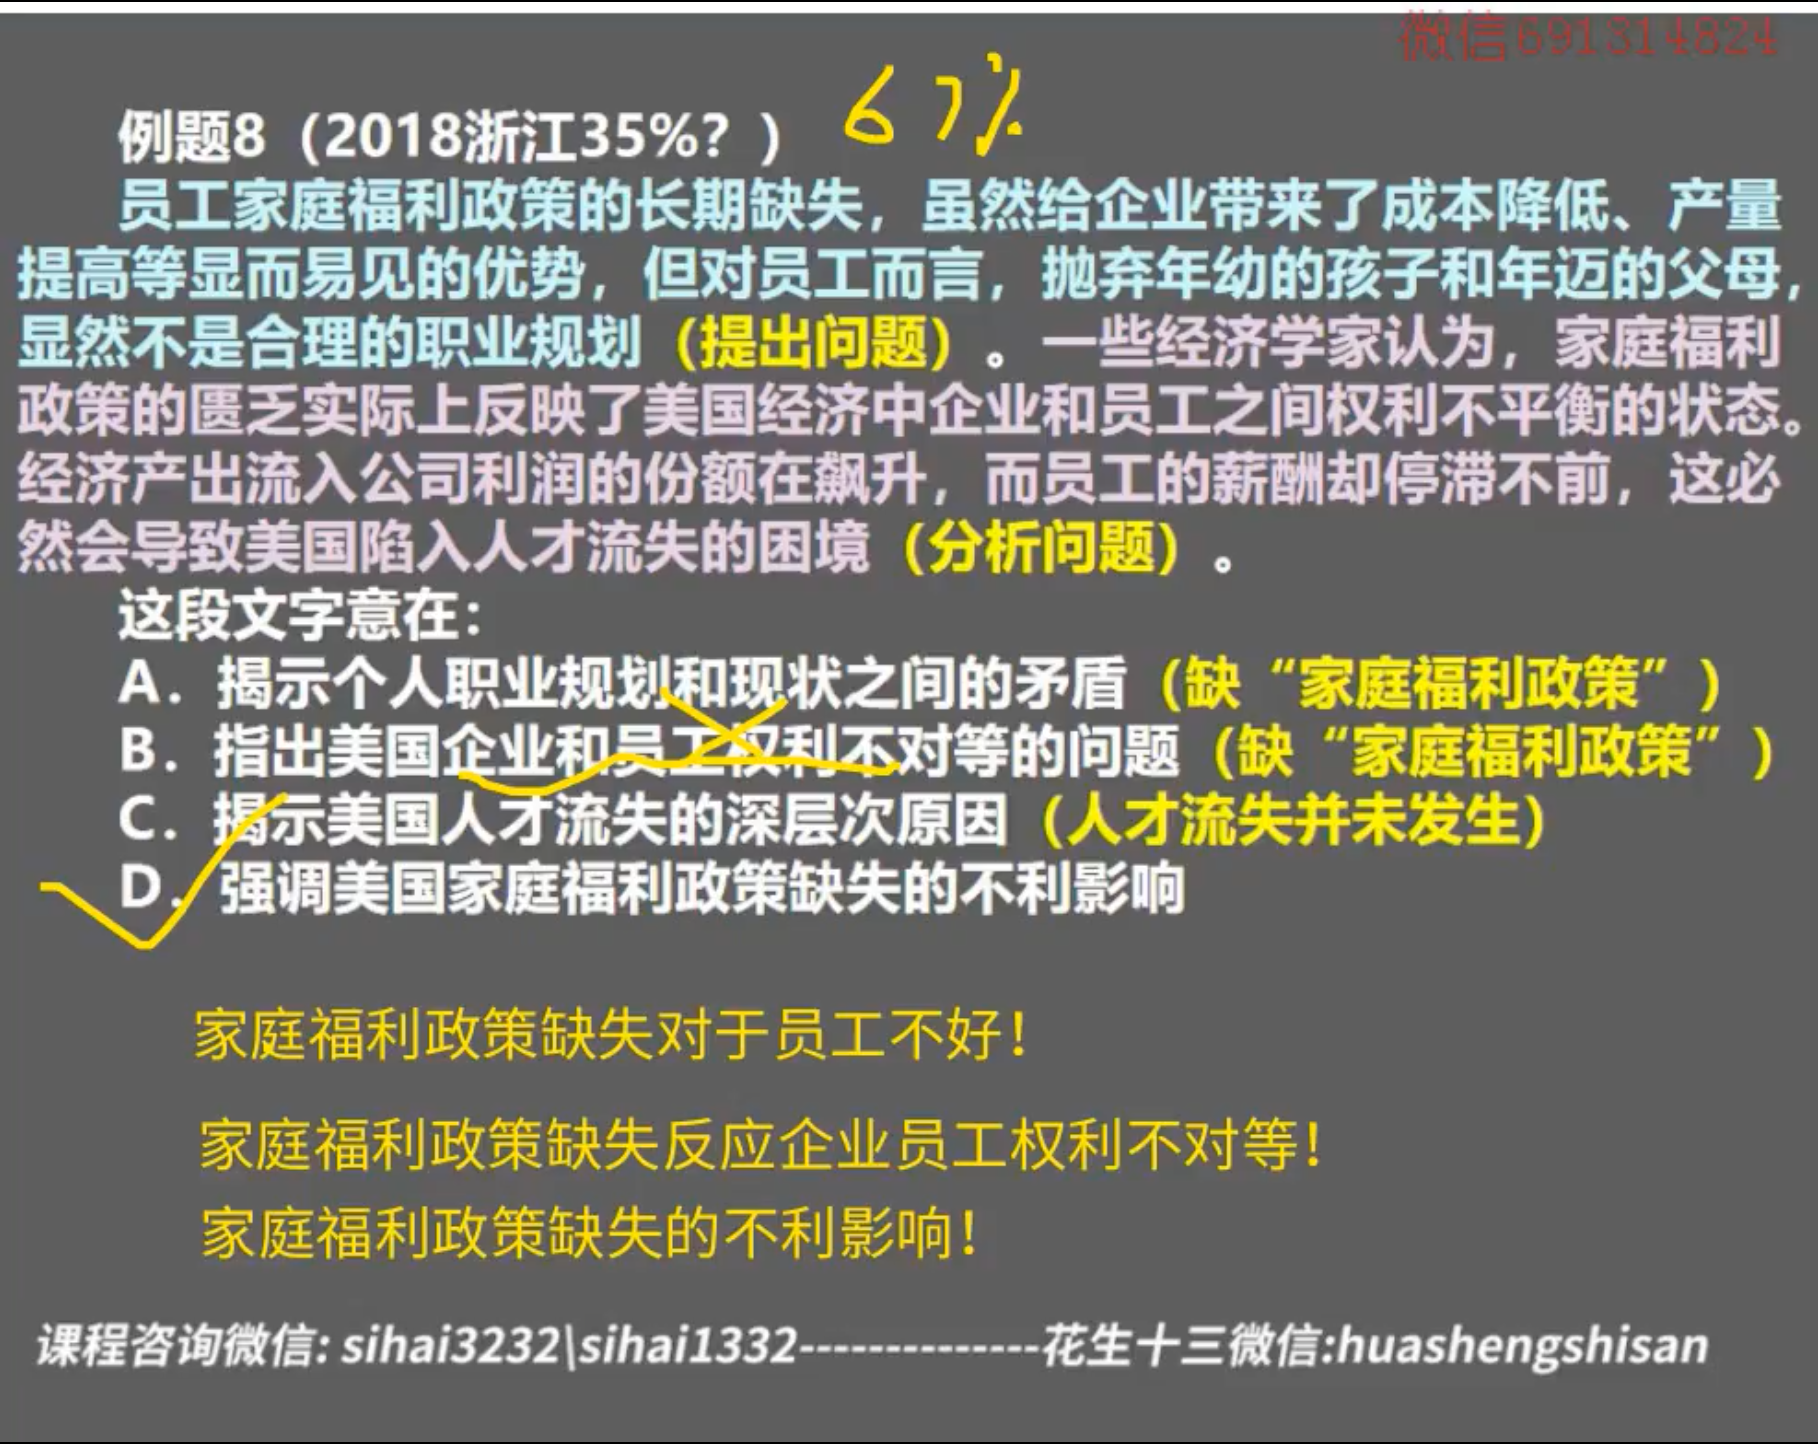 微信691314824
例题8（2018浙江35%？） 67%
员工家庭福利政策的长期缺失，虽然给企业带来了成本降低、产量
提高等显而易见的优势，但对员工而言，抛弃年幼的孩子和年迈的父母，
显然不是合理的职业规划（提出问题）。一些经济学家认为，家庭福利
政策的匮乏实际上反映了美国经济中企业和员工之间权利不平衡的状态。
经济产出流入公司利润的份额在飙升，而员工的薪酬却停滞不前，这必
然会导致美国陷入人才流失的困境（分析问题）。
这段文字意在：
A．揭示个人职业规划和现状之间的矛盾（缺“家庭福利政策”）
B．指出美国企业和员工权利不对等的问题（缺“家庭福利政策”）
C．揭示美国人才流失的深层次原因（人才流失并未发生）
D．强调美国家庭福利政策缺失的不利影响
家庭福利政策缺失对于员工不好！
家庭福利政策缺失反应企业员工权利不对等！
家庭福利政策缺失的不利影响！
课程咨询微信: sihai3232\sihai1332--------------花生十三微信:huashengshisan